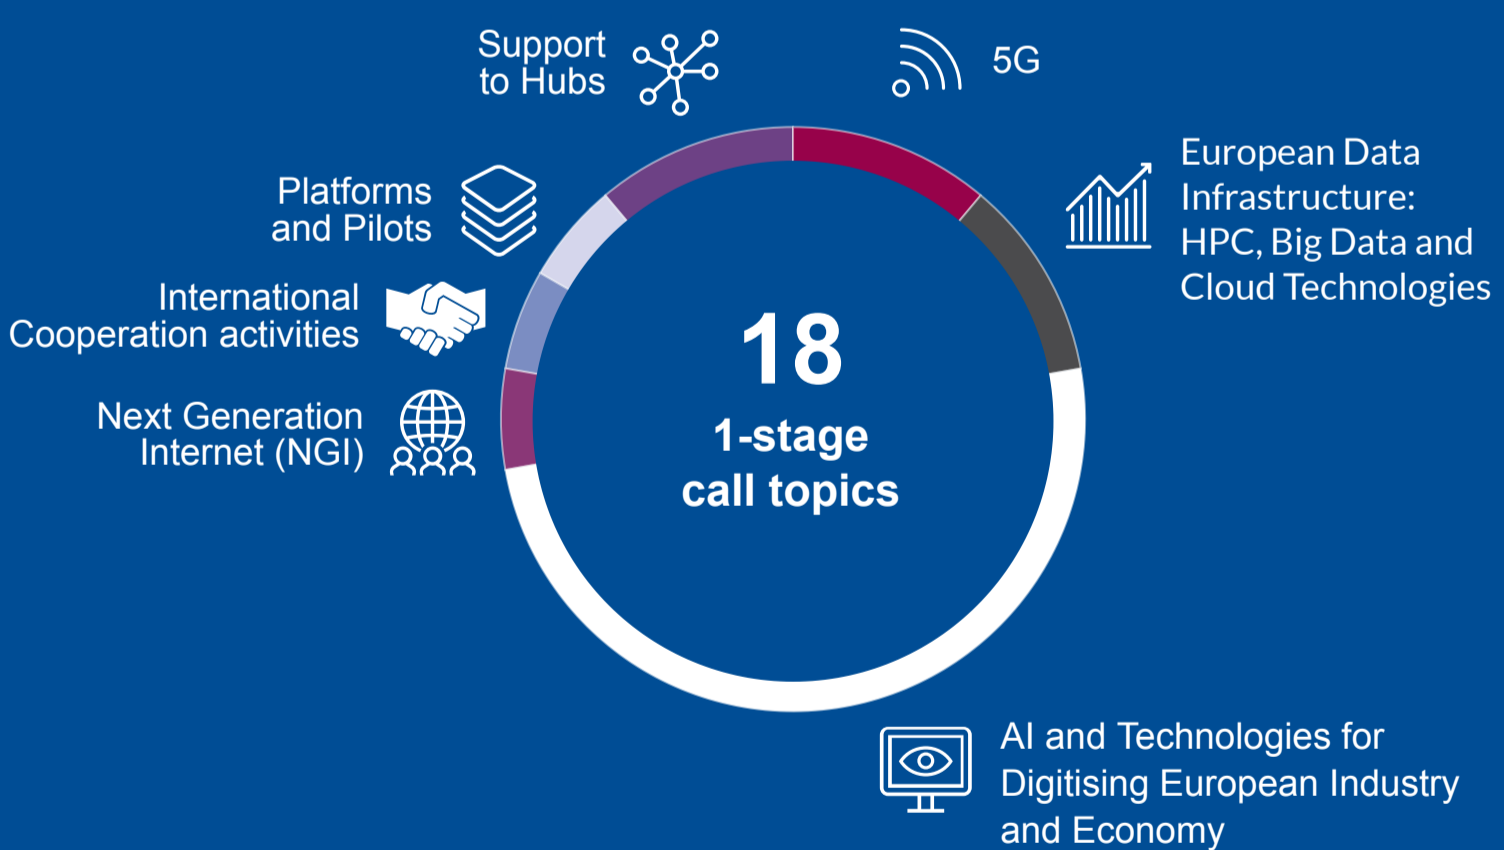 Support
to Hubs
5G
European Data
Infrastructure:
HPC, Big Data and
Cloud Technologies
Platforms
and Pilots
International
Cooperation activities
Next Generation
Internet (NGI)
18
1-stage
call topics
AI and Technologies for
Digitising European Industry
and Economy